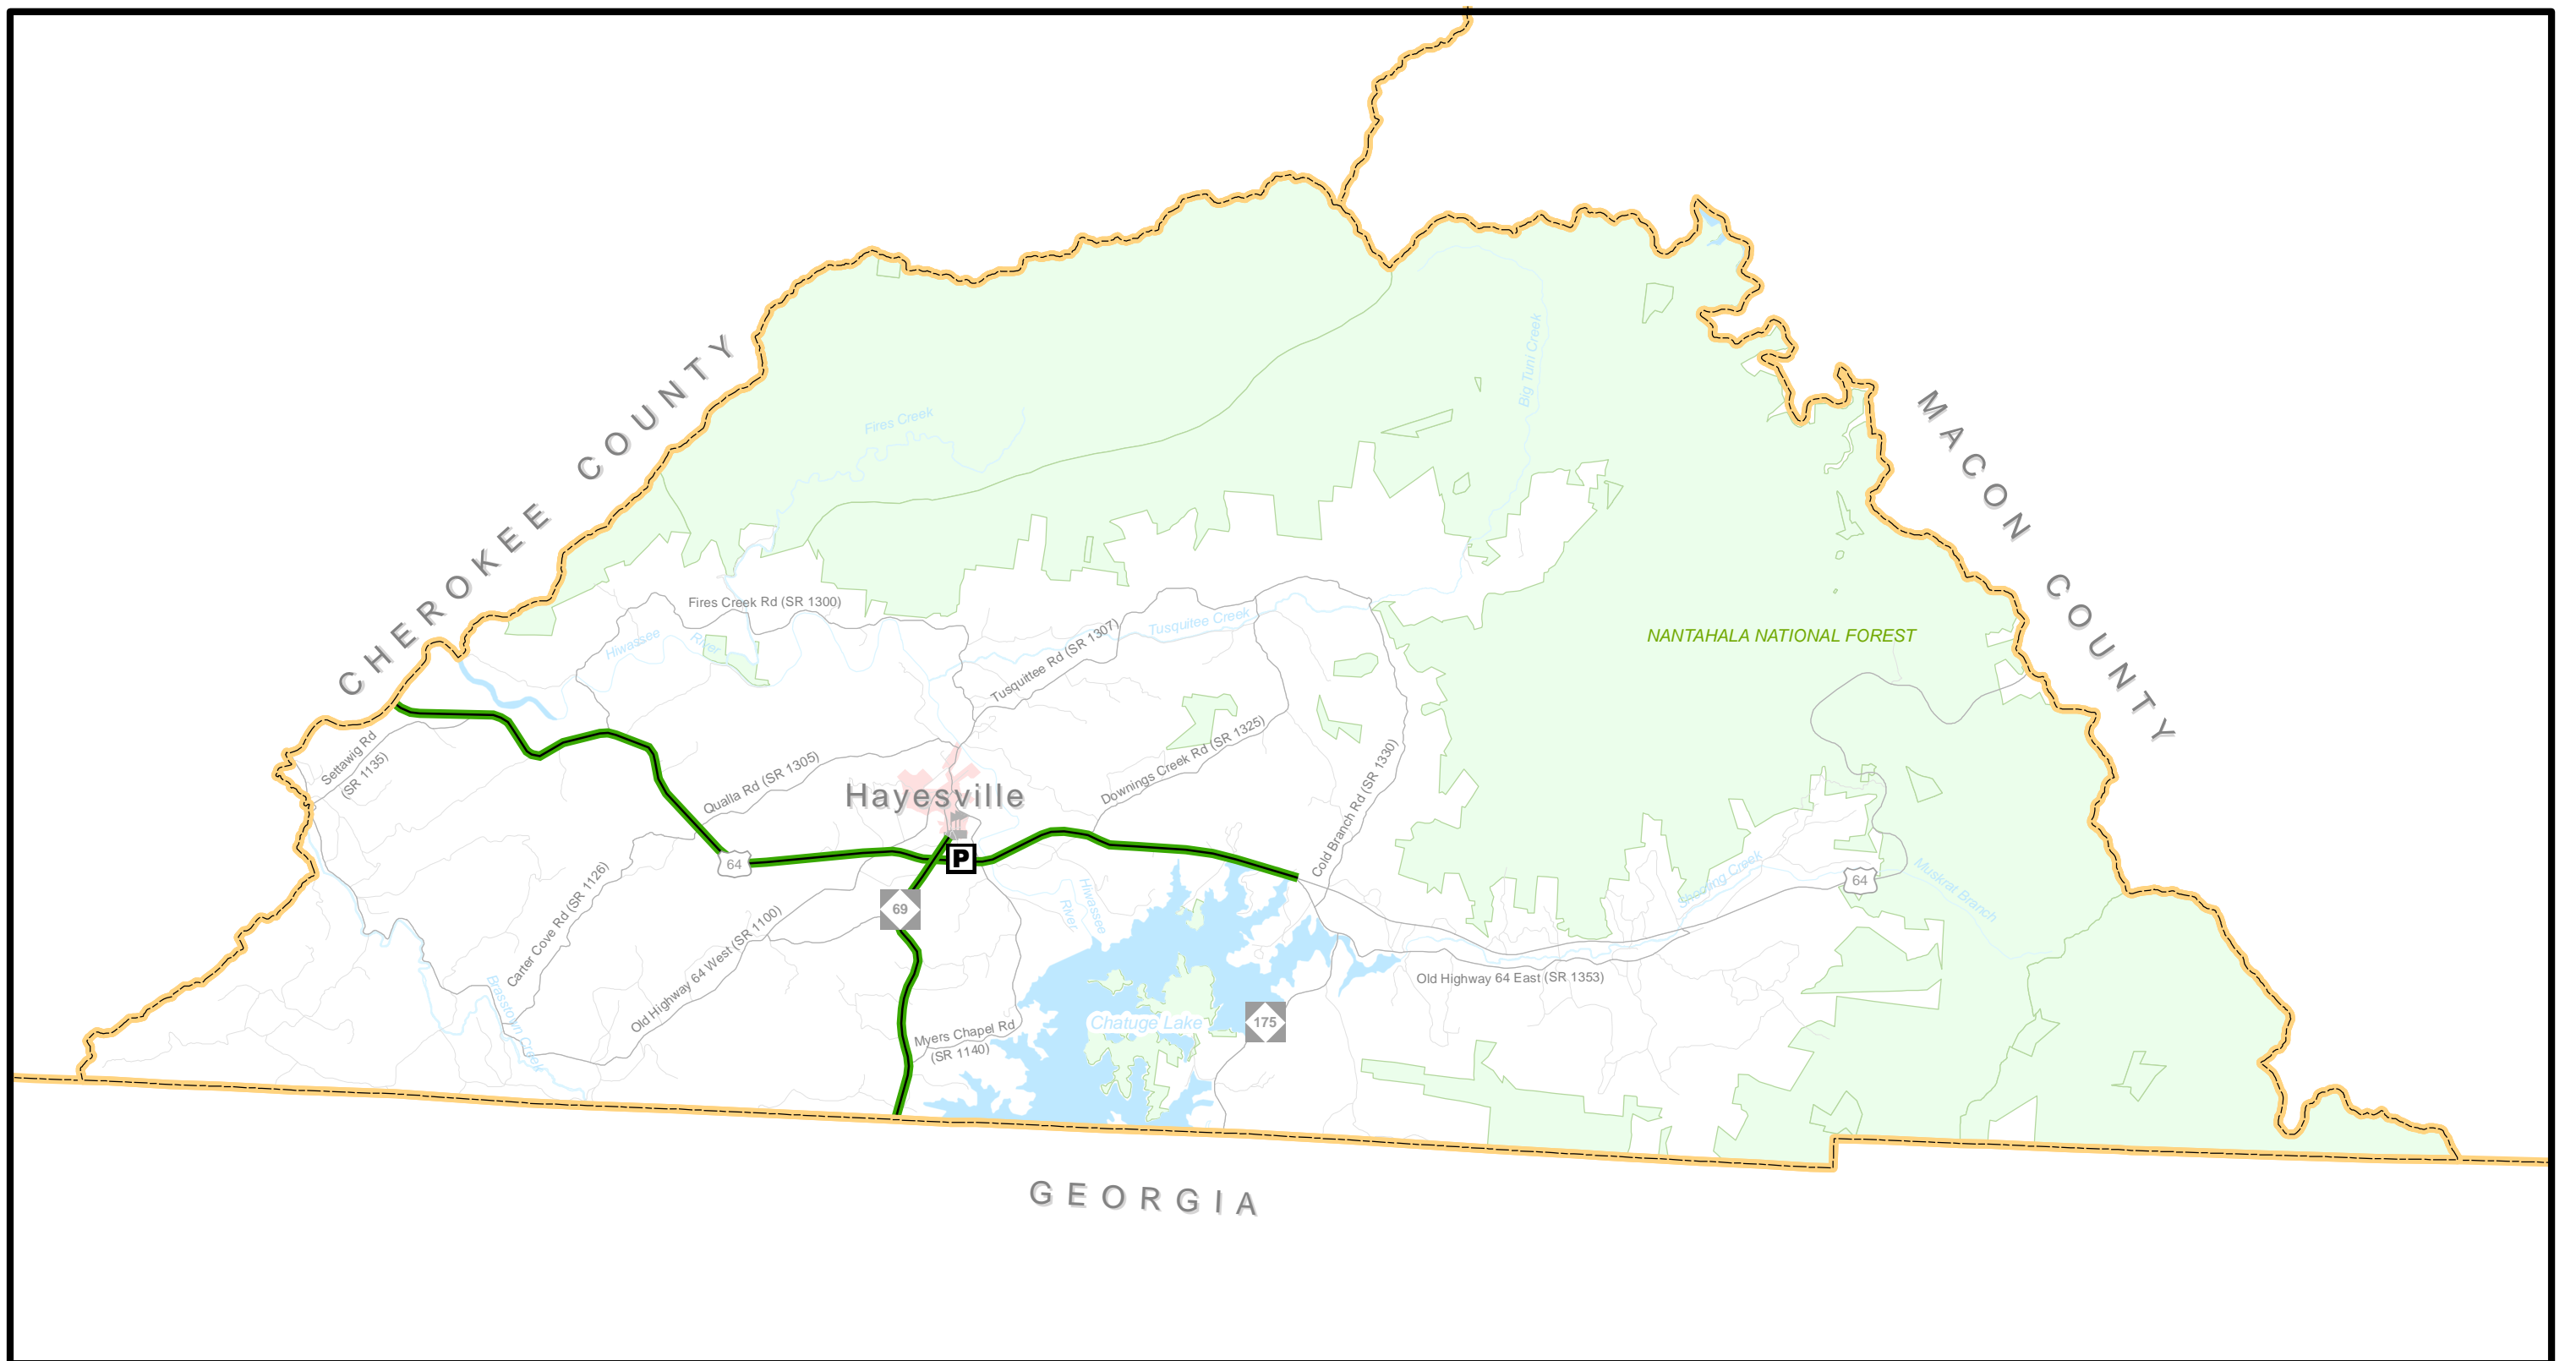 CHEROKEE COUNTY
MACON COUNTY
Big Tuni Creek
Fires Creek
Fires Creek Rd (SR 1300)
Hiwassee
River
Tusquitee Creek
Tusquittee Rd (SR 1307)
NANTAHALA NATIONAL FOREST
Settawig Rd
(SR 1135)
Qualla Rd (SR 1305)
Hayesville
Downings Creek Rd (SR 1325)
Cold Branch Rd (SR 1330)
64
P
69
Carter Cove Rd (SR 1126)
Old Highway 64 West (SR 1100)
Hiwassee
River
Shooting Creek
64
Muskrat Branch
Old Highway 64 East (SR 1353)
Brasstown Creek
Myers Chapel Rd
(SR 1140)
Chatuge Lake
175
GEORGIA